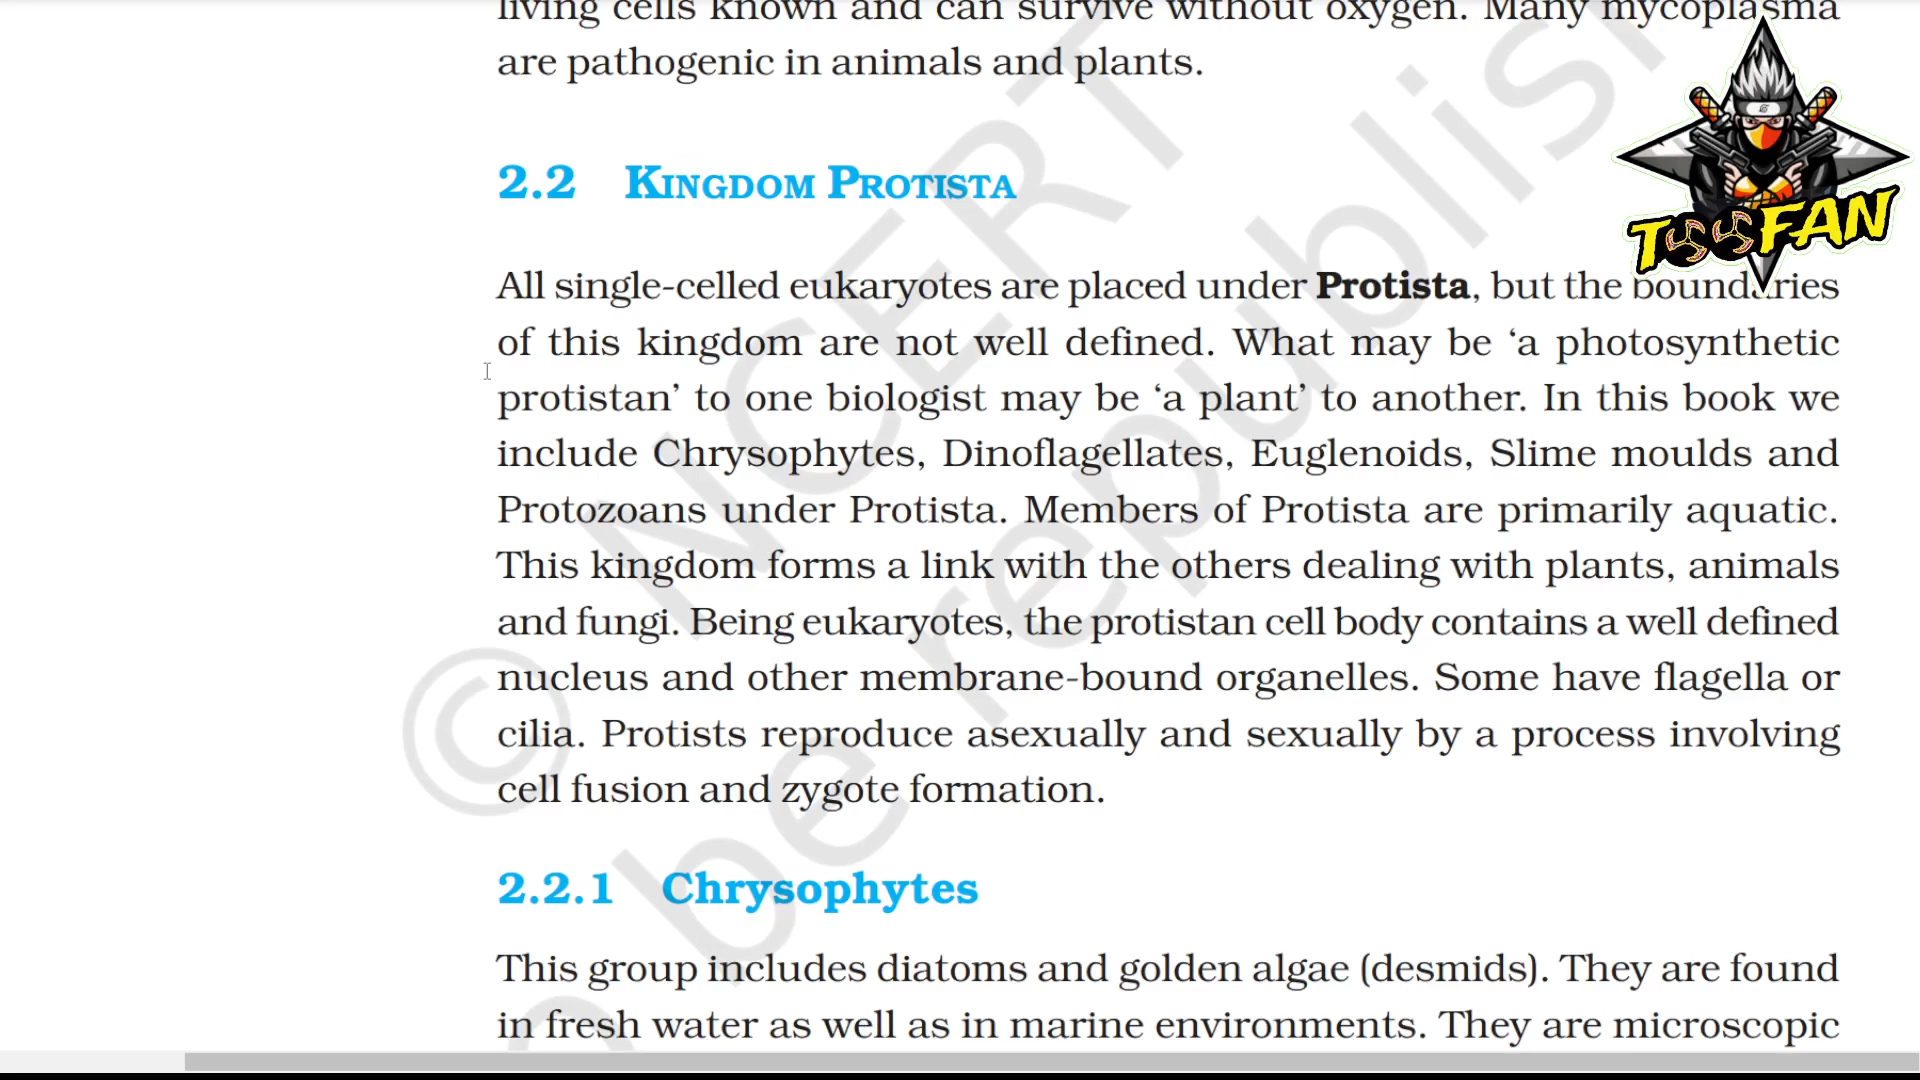 living cells known and can survive without oxygen. Many mycoplasma
are pathogenic in animals and plants.
2.2 KINGDOM PROTISTA
All single-celled eukaryotes are placed under Protista, but the boundaries
of this kingdom are not well defined. What may be ‘a photosynthetic
protistan’ to one biologist may be ‘a plant’ to another. In this book we
include Chrysophytes, Dinoflagellates, Euglenoids, Slime moulds and
Protozoans under Protista. Members of Protista are primarily aquatic.
This kingdom forms a link with the others dealing with plants, animals
and fungi. Being eukaryotes, the protistan cell body contains a well defined
nucleus and other membrane-bound organelles. Some have flagella or
cilia. Protists reproduce asexually and sexually by a process involving
cell fusion and zygote formation.
2.2.1 Chrysophytes
This group includes diatoms and golden algae (desmids). They are found
in fresh water as well as in marine environments. They are microscopic
© NCERT
be republis
TOOFAN